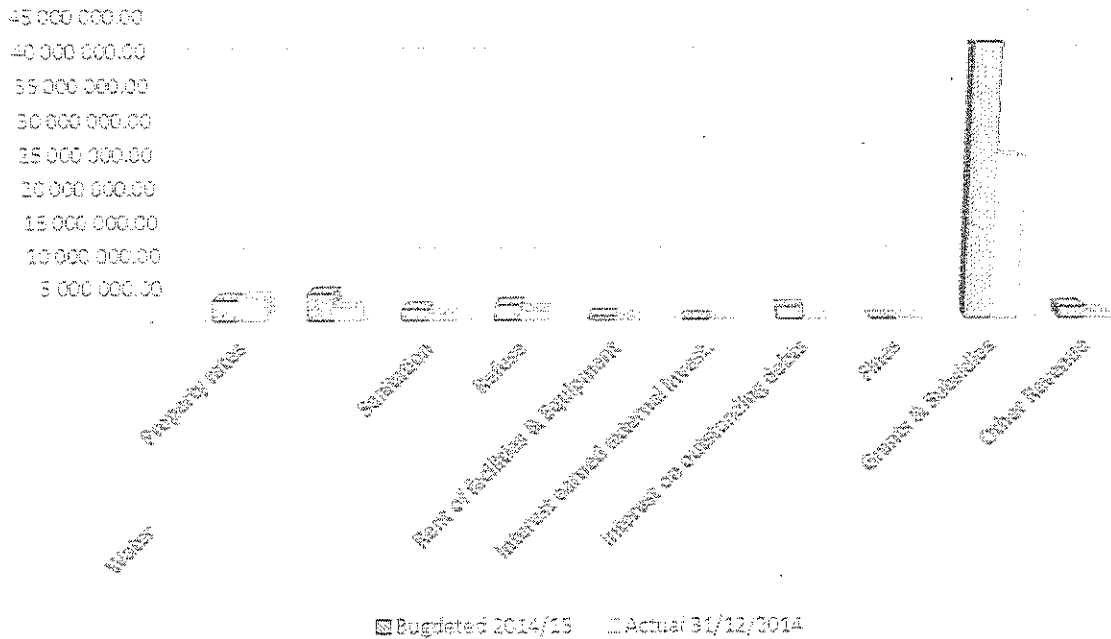 45 000 000.00
40 000 000.00
35 000 000.00
30 000 000.00
25 000 000.00
20 000 000.00
15 000 000.00
10 000 000.00
5 000 000.00
-
Property rates
Water
Sanitation
Refuse
Rent of facilities & Equipment
Interest earned external Invest.
Interest on outstanding debts
Fines
Grants & Subsidies
Other Revenue
Bugdeted 2014/15
Actual 31/12/2014